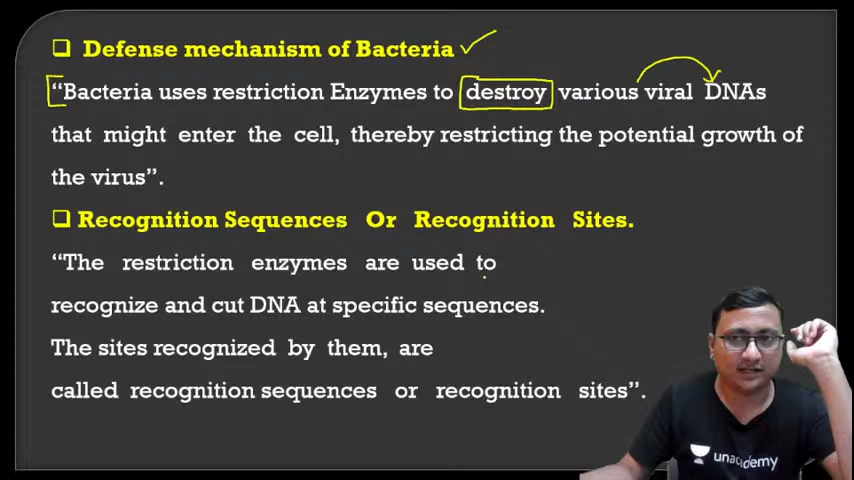 Defense mechanism of Bacteria
“Bacteria uses restriction Enzymes to destroy various viral DNAs
that might enter the cell, thereby restricting the potential growth of
the virus”.
Recognition Sequences Or Recognition Sites.
“The restriction enzymes are used to
recognize and cut DNA at specific sequences.
The sites recognized by them, are
called recognition sequences or recognition sites”.
unacademy